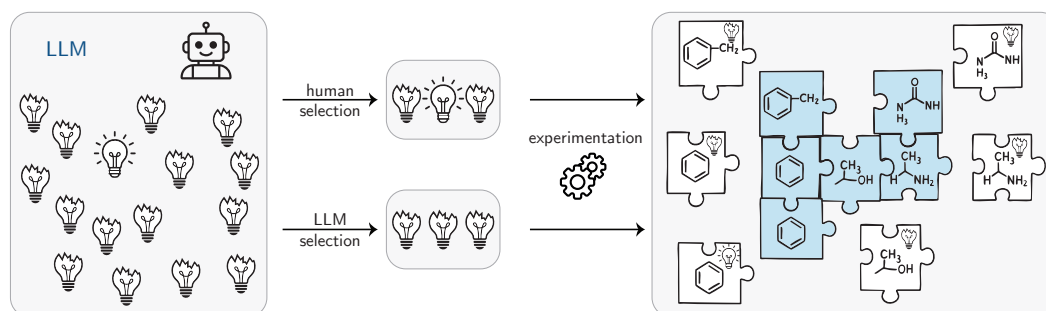 LLM
human
selection
LLM
selection
experimentation
CH₂
O
N
NH
H₃
CH₂
O
N
NH
H₃
CH₃
OH
CH₃
H
NH₂
CH₃
H
NH₂
CH₃
OH